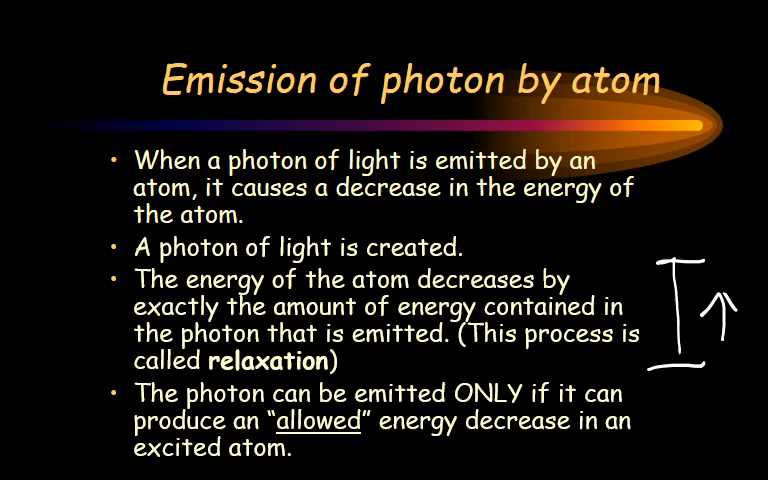 Emission of photon by atom
• When a photon of light is emitted by an
atom, it causes a decrease in the energy of
the atom.
• A photon of light is created.
• The energy of the atom decreases by
exactly the amount of energy contained in
the photon that is emitted. (This process is
called relaxation)
• The photon can be emitted ONLY if it can
produce an “allowed” energy decrease in an
excited atom.